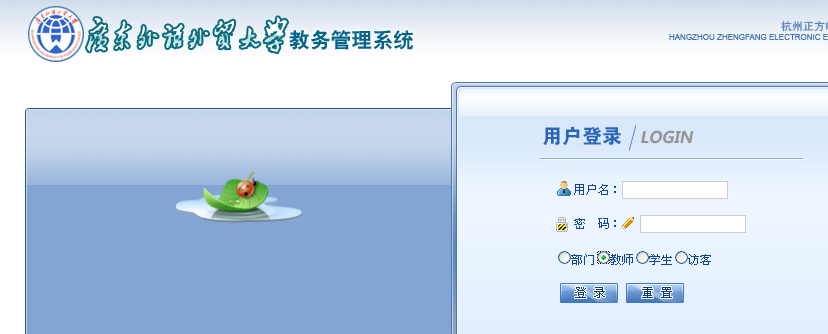 广东外语外贸大学教务管理系统
杭州正方
HANGZHOU ZHENGFANG ELECTRONIC
用户登录 / LOGIN
用户名：
密 码：
部门 教师 学生 访客
登 录 重 置